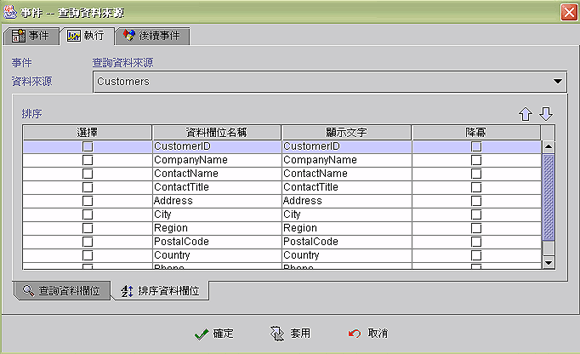 事件 -- 查詢資料來源
事件 執行 後續事件
事件 查詢資料來源
資料來源 Customers
排序
選擇 資料欄位名稱 顯示文字 降冪
CustomerID CustomerID
CompanyName CompanyName
ContactName ContactName
ContactTitle ContactTitle
Address Address
City City
Region Region
PostalCode PostalCode
Country Country
Phone Phone
查詢資料欄位 排序資料欄位
確定 套用 取消